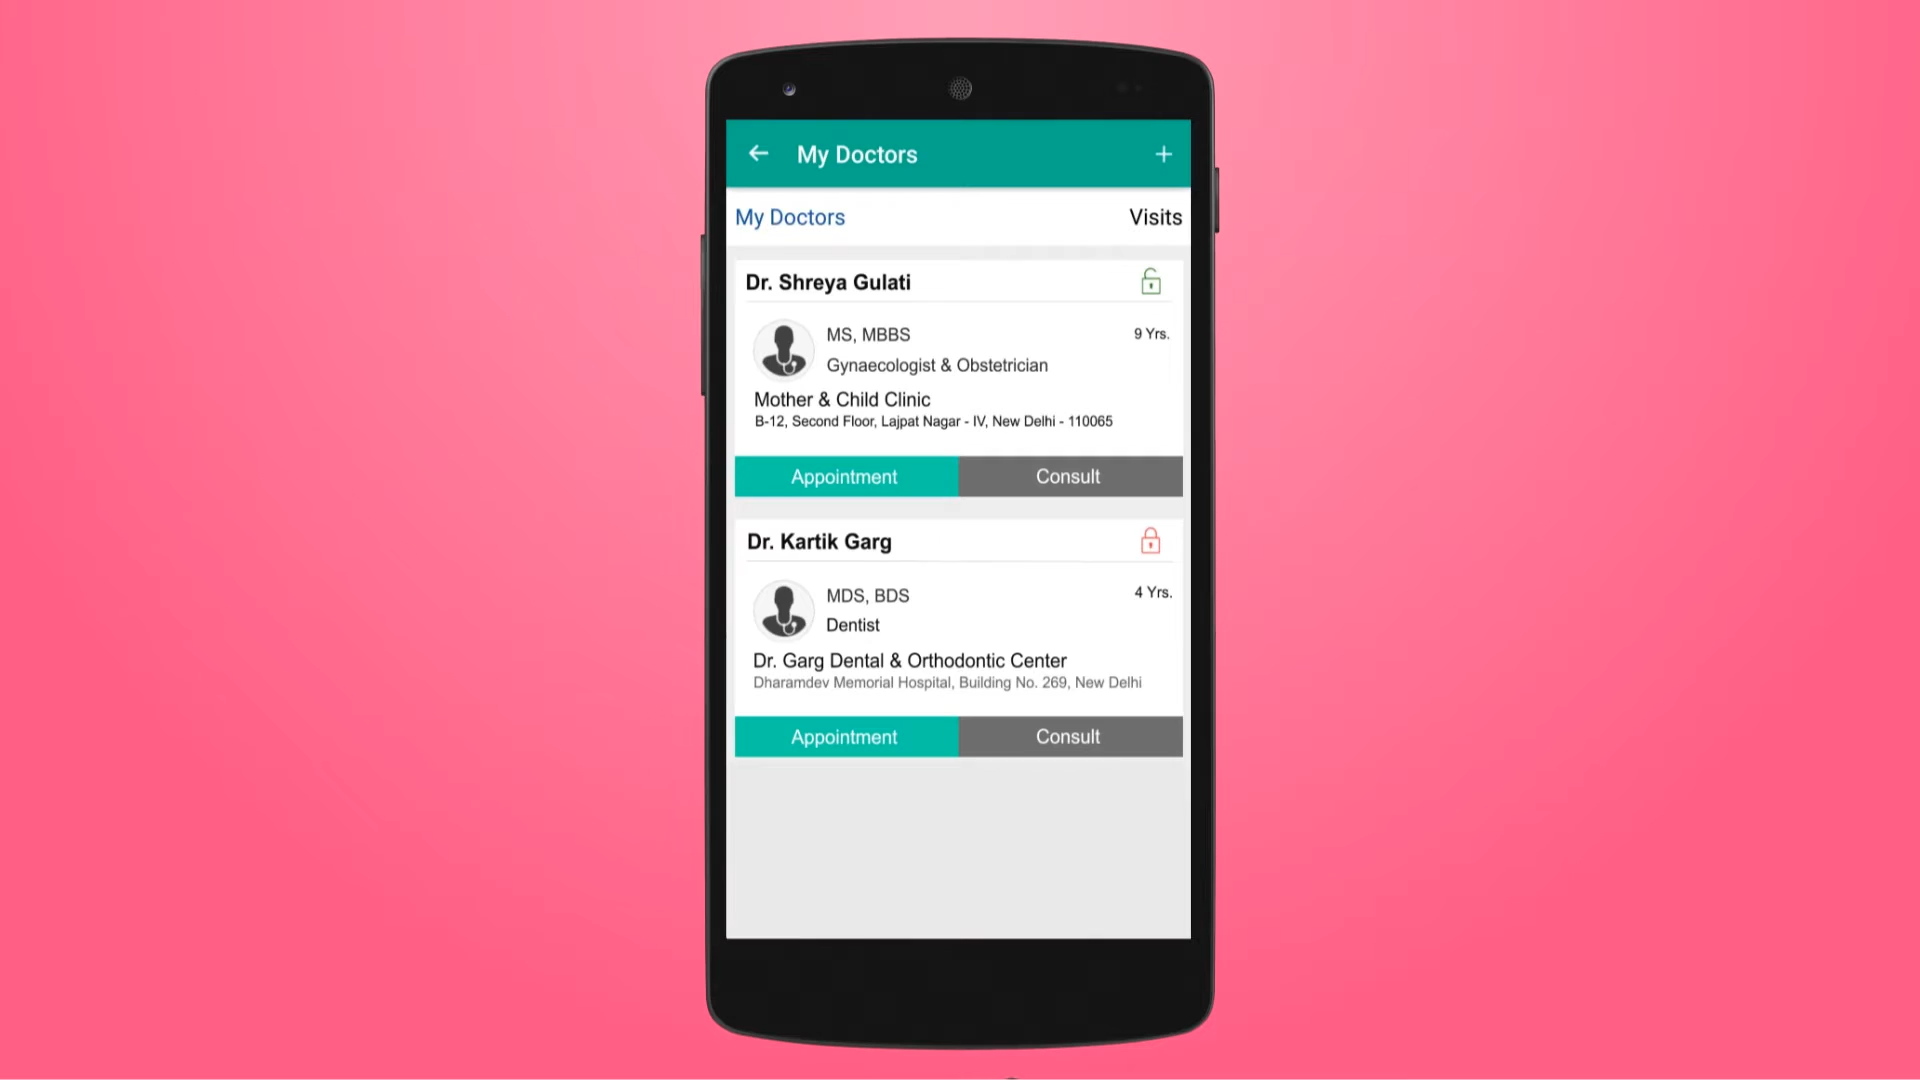 My Doctors
My Doctors Visits
Dr. Shreya Gulati
MS, MBBS 9 Yrs.
Gynaecologist & Obstetrician
Mother & Child Clinic
B-12, Second Floor, Lajpat Nagar - IV, New Delhi - 110065
Appointment Consult
Dr. Kartik Garg
MDS, BDS 4 Yrs.
Dentist
Dr. Garg Dental & Orthodontic Center
Dharamdev Memorial Hospital, Building No. 269, New Delhi
Appointment Consult